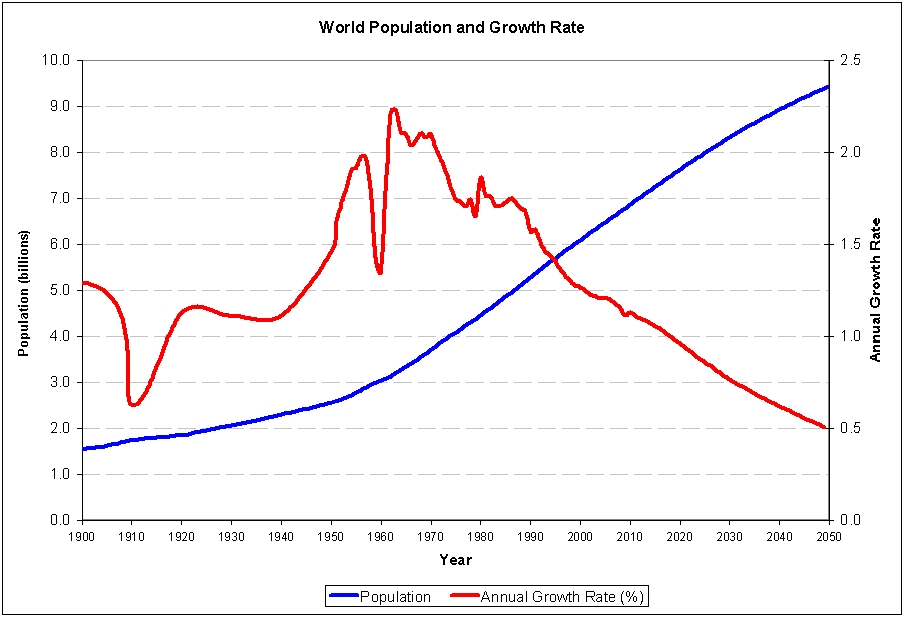 World Population and Growth Rate
10.0
9.0
8.0
7.0
6.0
5.0
4.0
3.0
2.0
1.0
0.0
Population (billions)
2.5
2.0
1.5
1.0
0.5
0.0
Annual Growth Rate
1900 1910 1920 1930 1940 1950 1960 1970 1980 1990 2000 2010 2020 2030 2040 2050
Year
Population Annual Growth Rate (%)